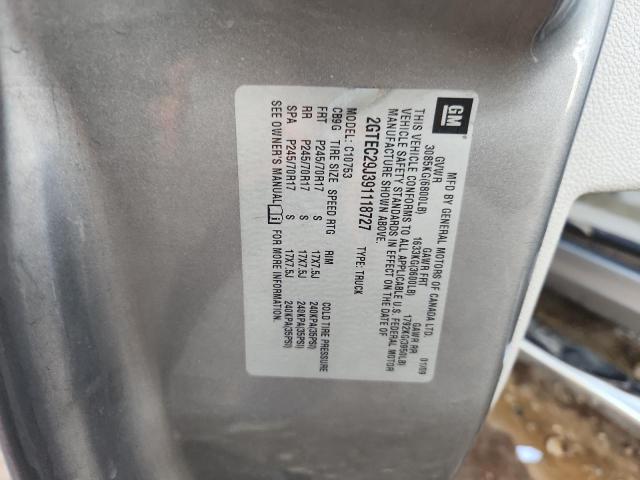 GM
MFD BY GENERAL MOTORS OF CANADA LTD.
01/09
GVWR GAWR FRT GAWR RR
3085KG(6800LB) 1633KG(3600LB) 1792KG(3950LB)
THIS VEHICLE CONFORMS TO ALL APPLICABLE U.S. FEDERAL MOTOR
VEHICLE SAFETY STANDARDS IN EFFECT ON THE DATE OF
MANUFACTURE SHOWN ABOVE.
2GTEC29J391118727 TYPE: TRUCK
MODEL: C10753
CB9G TIRE SIZE SPEED RTG RIM COLD TIRE PRESSURE
FRT P245/70R17 S 17X7.5J 240KPA(35PSI)
RR P245/70R17 S 17X7.5J 240KPA(35PSI)
SPA P245/70R17 S 17X7.5J 240KPA(35PSI)
SEE OWNER'S MANUAL FOR MORE INFORMATION.